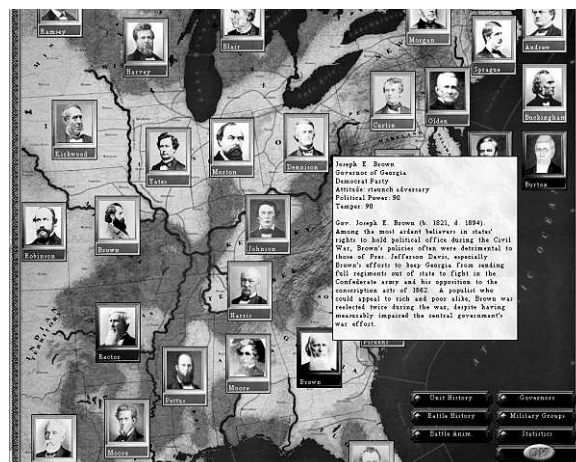 Ramsey
Harvey
Blair
Morgan
Sprague
Andrew
Kirkwood
Yates
Morton
Dennison
Curtin
Olden
Buckingham
Burton
Robinson
Brown
Johnson
Harris
Rector
Pettus
Moore
Brown
Pickens
Moore
Joseph E. Brown
Governor of Georgia
Democrat Party
Attitude: staunch adversary
Political Power: 90
Temper: 90
Gov. Joseph E. Brown (b. 1821, d. 1894).
Among the most ardent believers in states'
rights to hold political office during the Civil
War, Brown's policies often were detrimental to
those of Pres. Jefferson Davis, especially
Brown's efforts to keep Georgia from sending
full regiments out of state to fight in the
Confederate army and his opposition to the
conscription acts of 1862. A populist who
could appeal to rich and poor alike, Brown was
reelected twice during the war, despite having
measurably impaired the central government's
war effort.
Unit History
Governors
Battle History
Military Groups
Battle Anim.
Statistics
OK